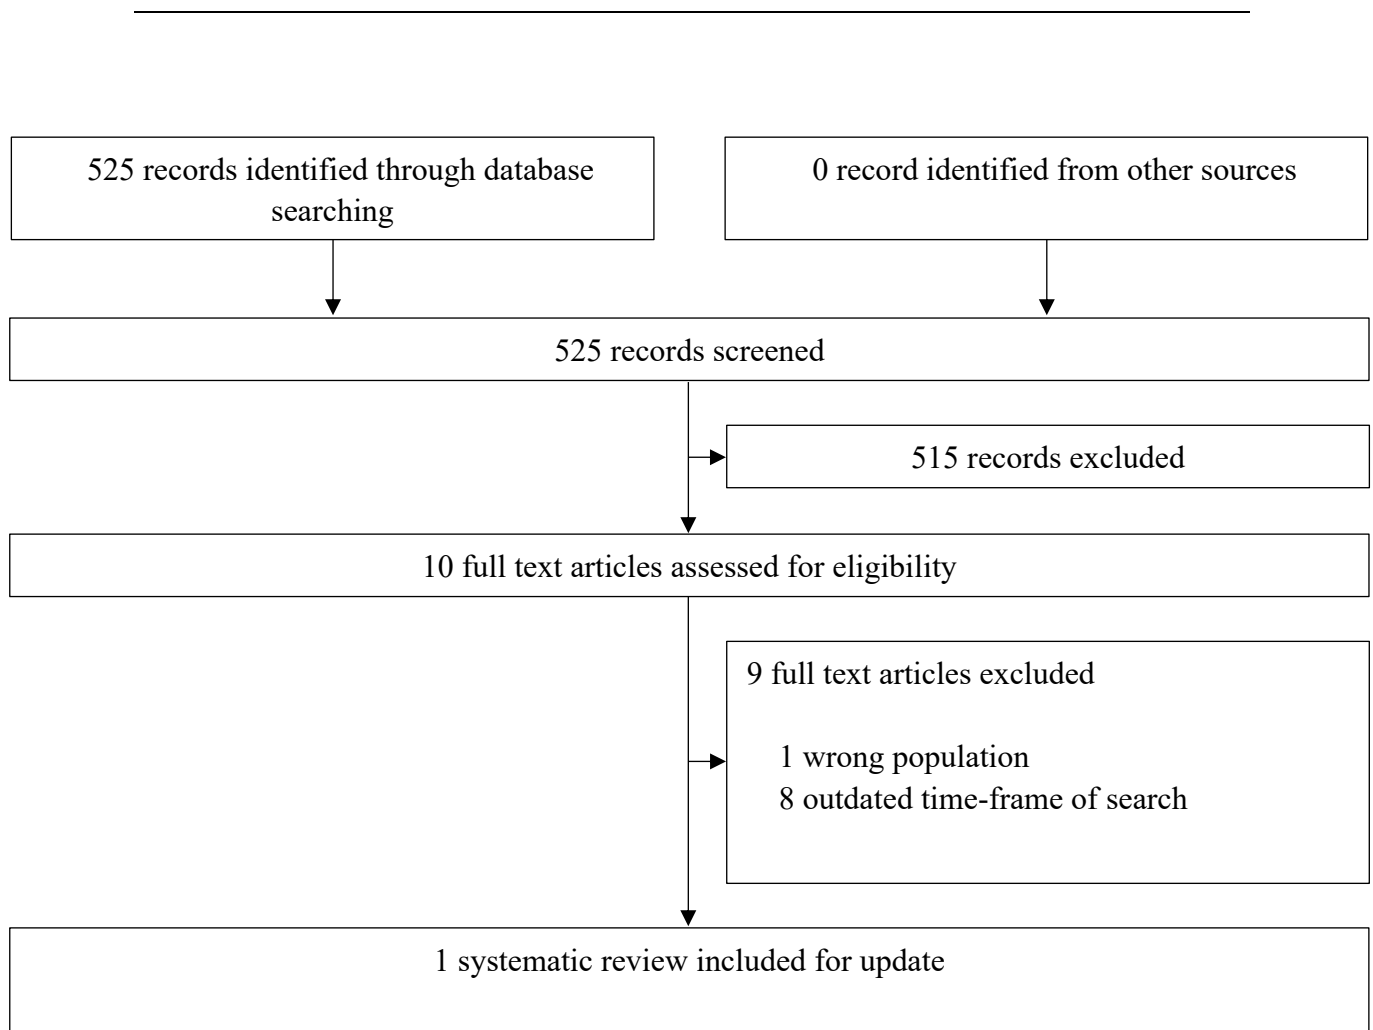 525 records identified through database
searching
0 record identified from other sources
525 records screened
515 records excluded
10 full text articles assessed for eligibility
9 full text articles excluded
1 wrong population
8 outdated time-frame of search
1 systematic review included for update